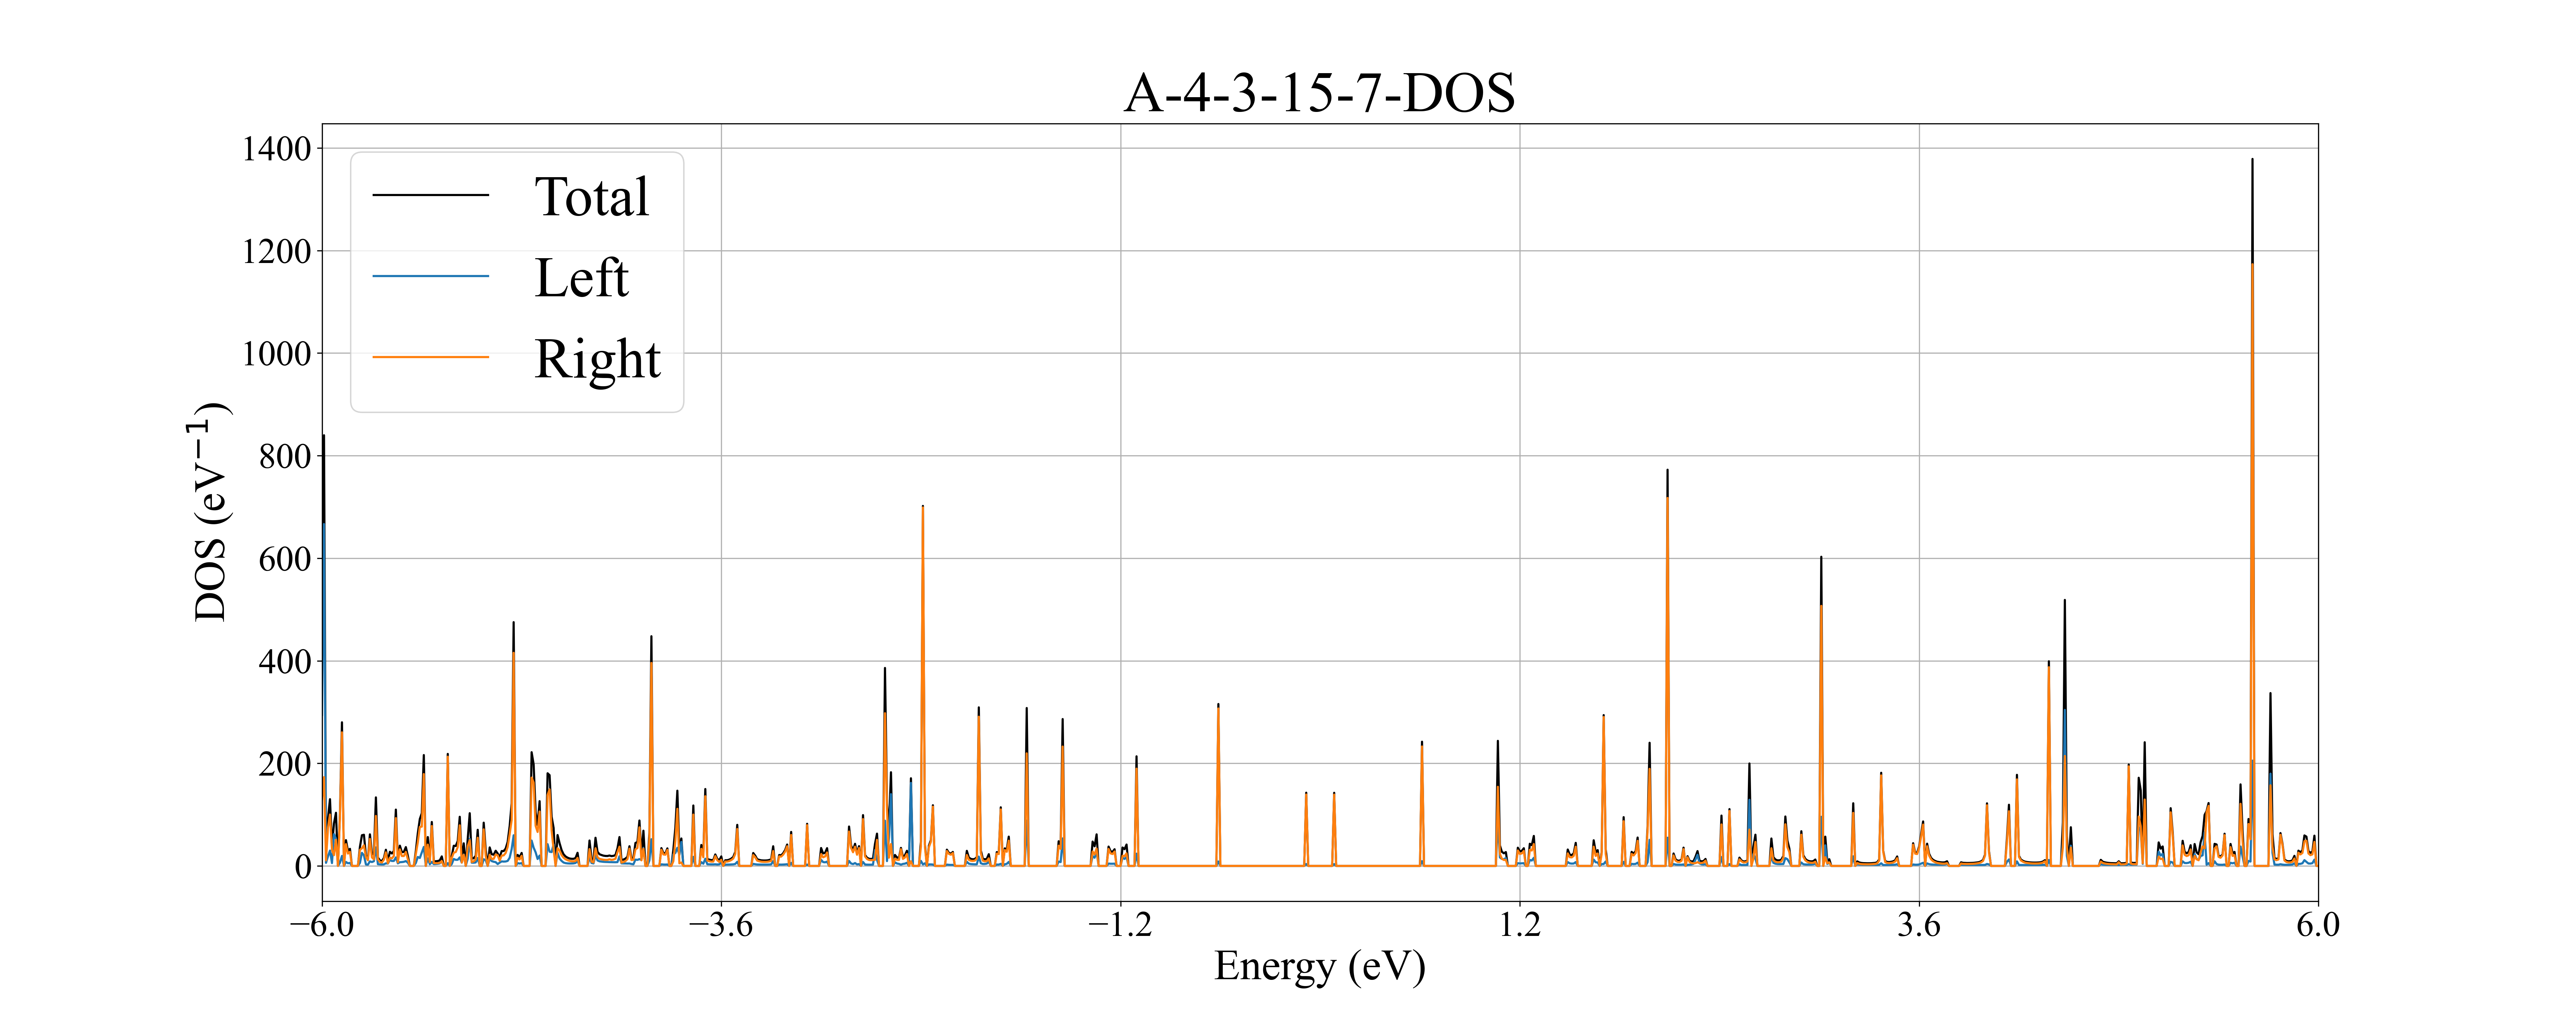 A-4-3-15-7-DOS
1400
1200
1000
800
600
400
200
0
Total
Left
Right
DOS (eV⁻¹)
−6.0
−3.6
−1.2
1.2
3.6
6.0
Energy (eV)